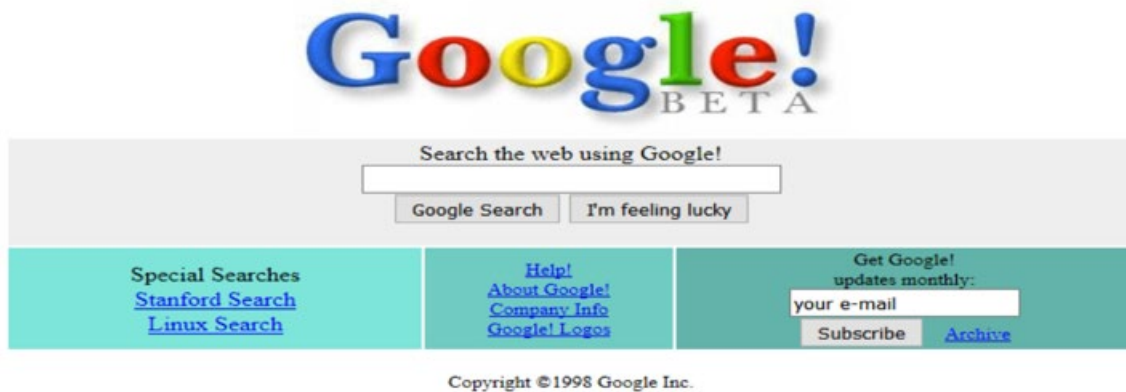 Google!
BETA
Search the web using Google!
Google Search I'm feeling lucky
Special Searches
Stanford Search
Linux Search
Help!
About Google!
Company Info
Google! Logos
Get Google!
updates monthly:
your e-mail
Subscribe Archive
Copyright ©1998 Google Inc.